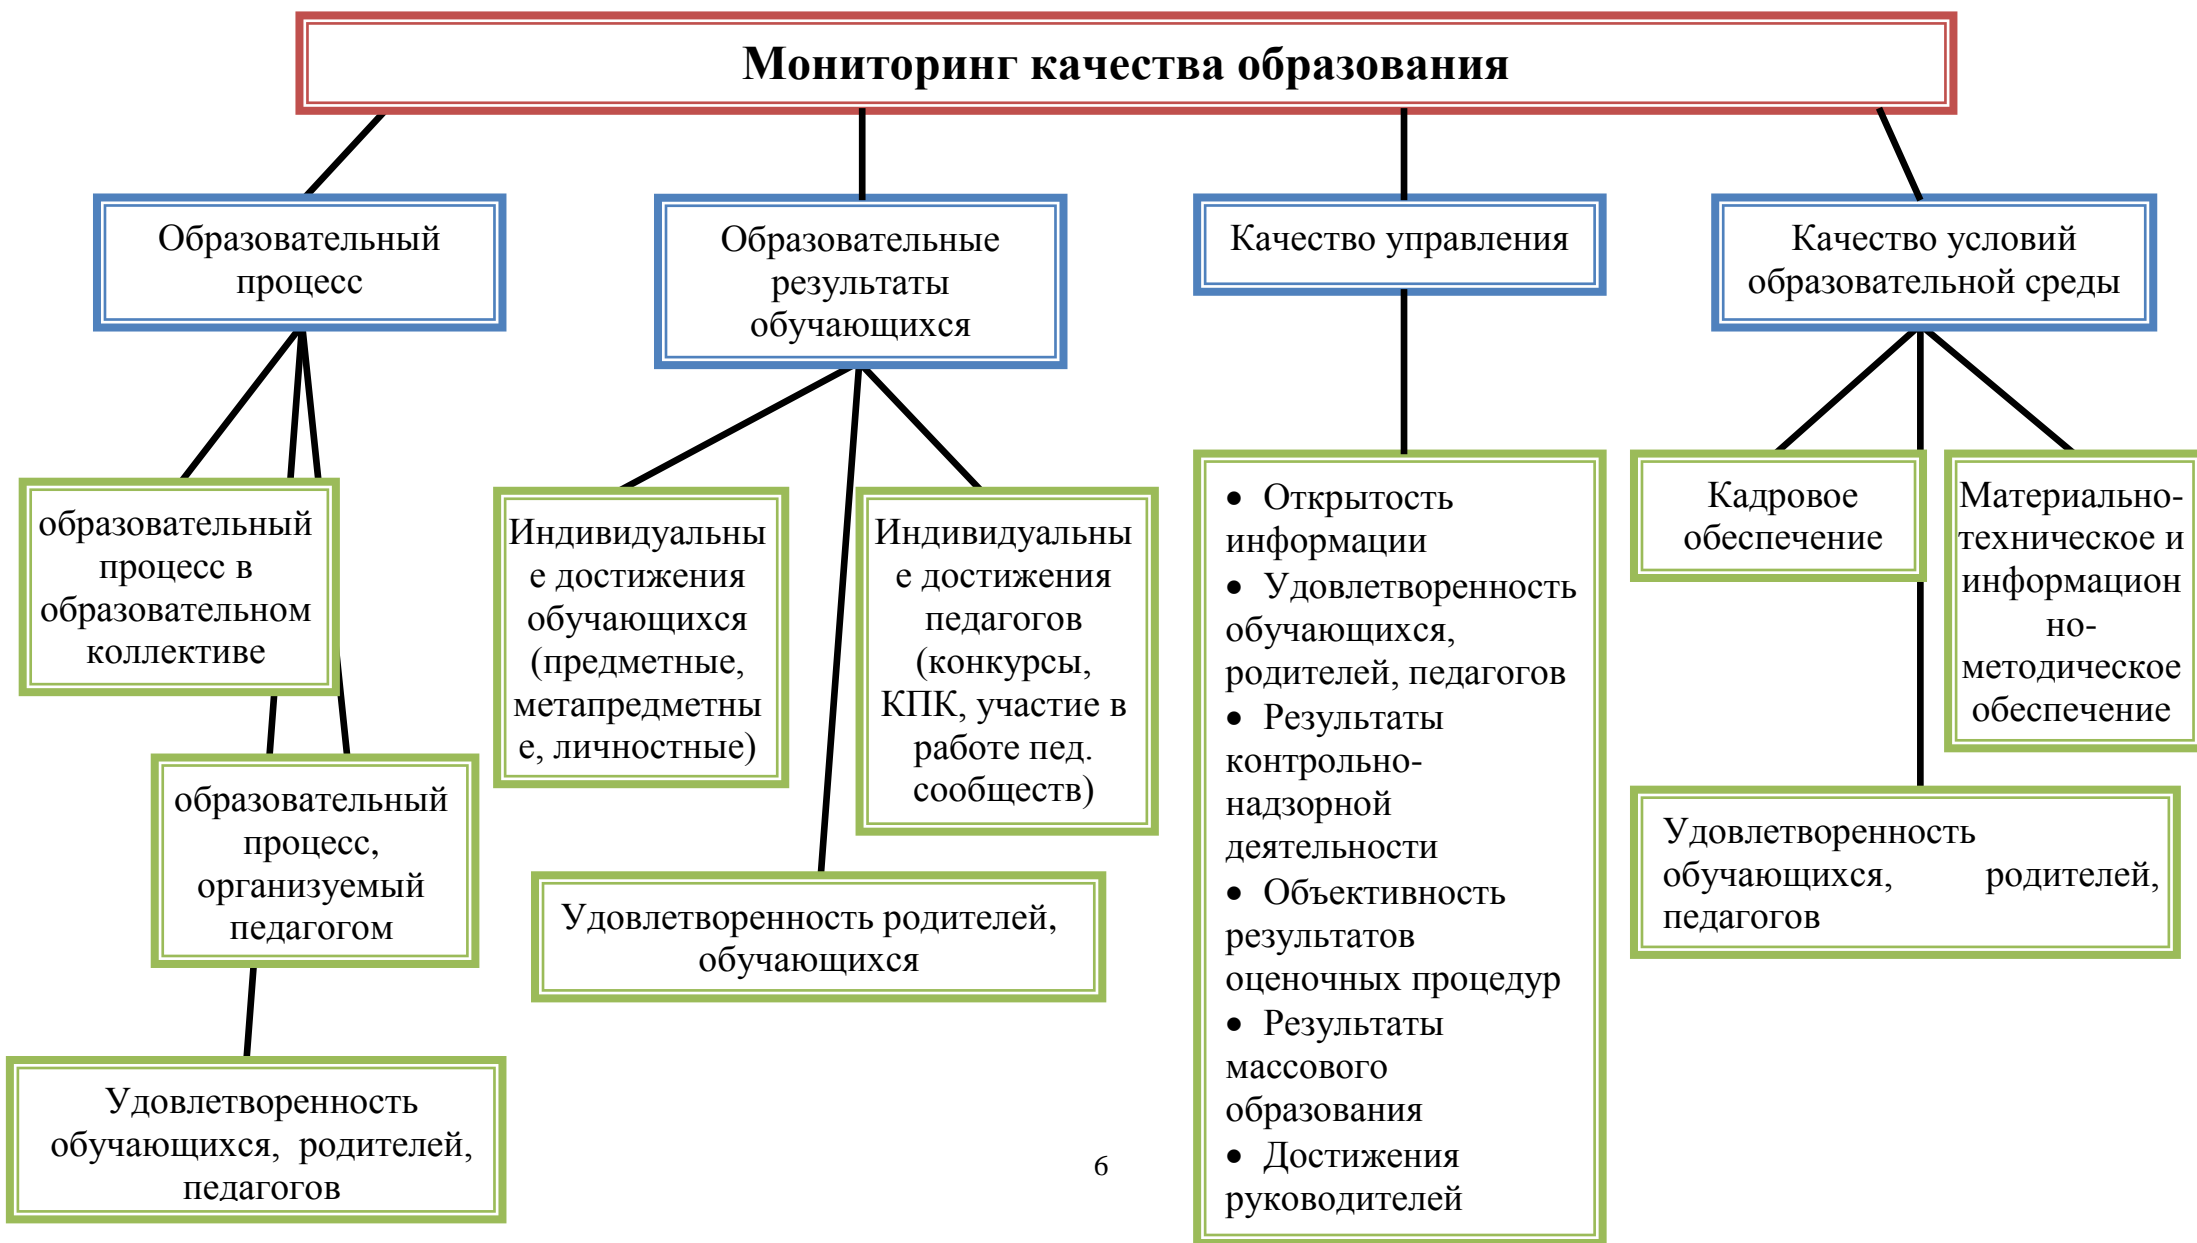 Мониторинг качества образования
Образовательный
процесс
Образовательные
результаты
обучающихся
Качество управления
Качество условий
образовательной среды
образовательный
процесс в
образовательном
коллективе
образовательный
процесс,
организуемый
педагогом
Удовлетворенность
обучающихся, родителей,
педагогов
Индивидуальны
е достижения
обучающихся
(предметные,
метапредметны
е, личностные)
Индивидуальны
е достижения
педагогов
(конкурсы,
КПК, участие в
работе пед.
сообществ)
Удовлетворенность родителей,
обучающихся
• Открытость
информации
• Удовлетворенность
обучающихся,
родителей, педагогов
• Результаты
контрольно-
надзорной
деятельности
• Объективность
результатов
оценочных процедур
• Результаты
массового
образования
• Достижения
руководителей
Кадровое
обеспечение
Материально-
техническое и
информацион
но-
методическое
обеспечение
Удовлетворенность
обучающихся, родителей,
педагогов
6